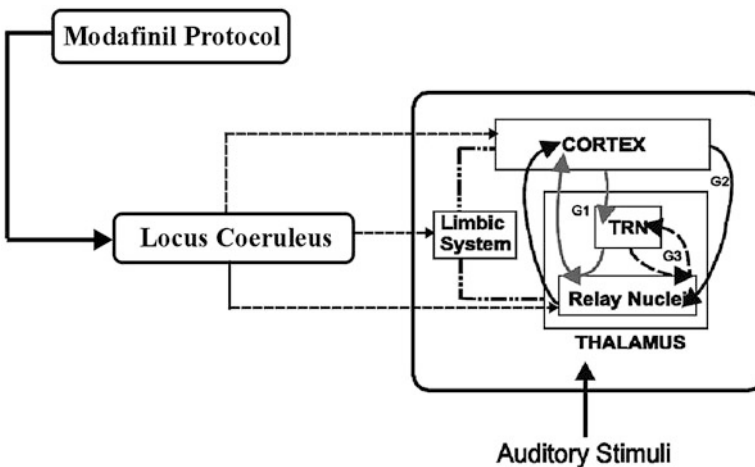 Modafinil Protocol
CORTEX
G2
G1
TRN
Locus Coeruleus
Limbic
System
G3
Relay Nuclei
THALAMUS
Auditory Stimuli